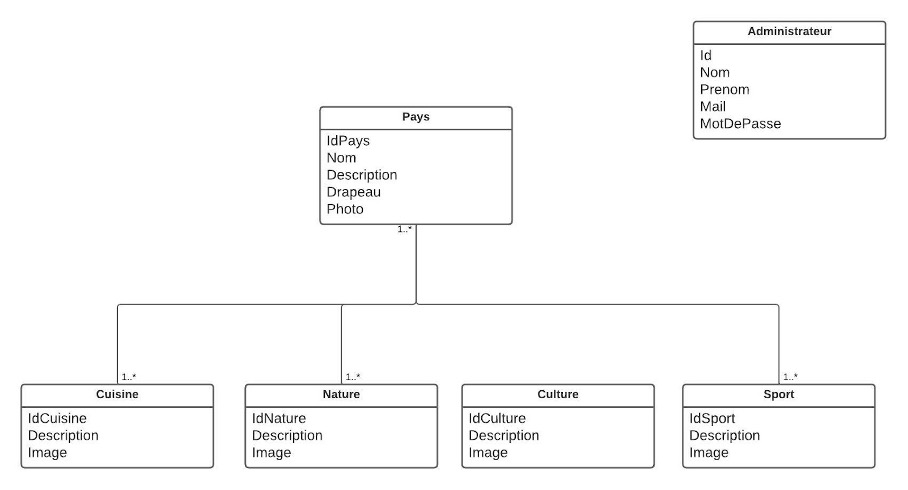 Administrateur
Id
Nom
Prenom
Mail
MotDePasse
Pays
IdPays
Nom
Description
Drapeau
Photo
1..*
1..*
1..*
1..*
Cuisine
IdCuisine
Description
Image
Nature
IdNature
Description
Image
Culture
IdCulture
Description
Image
Sport
IdSport
Description
Image